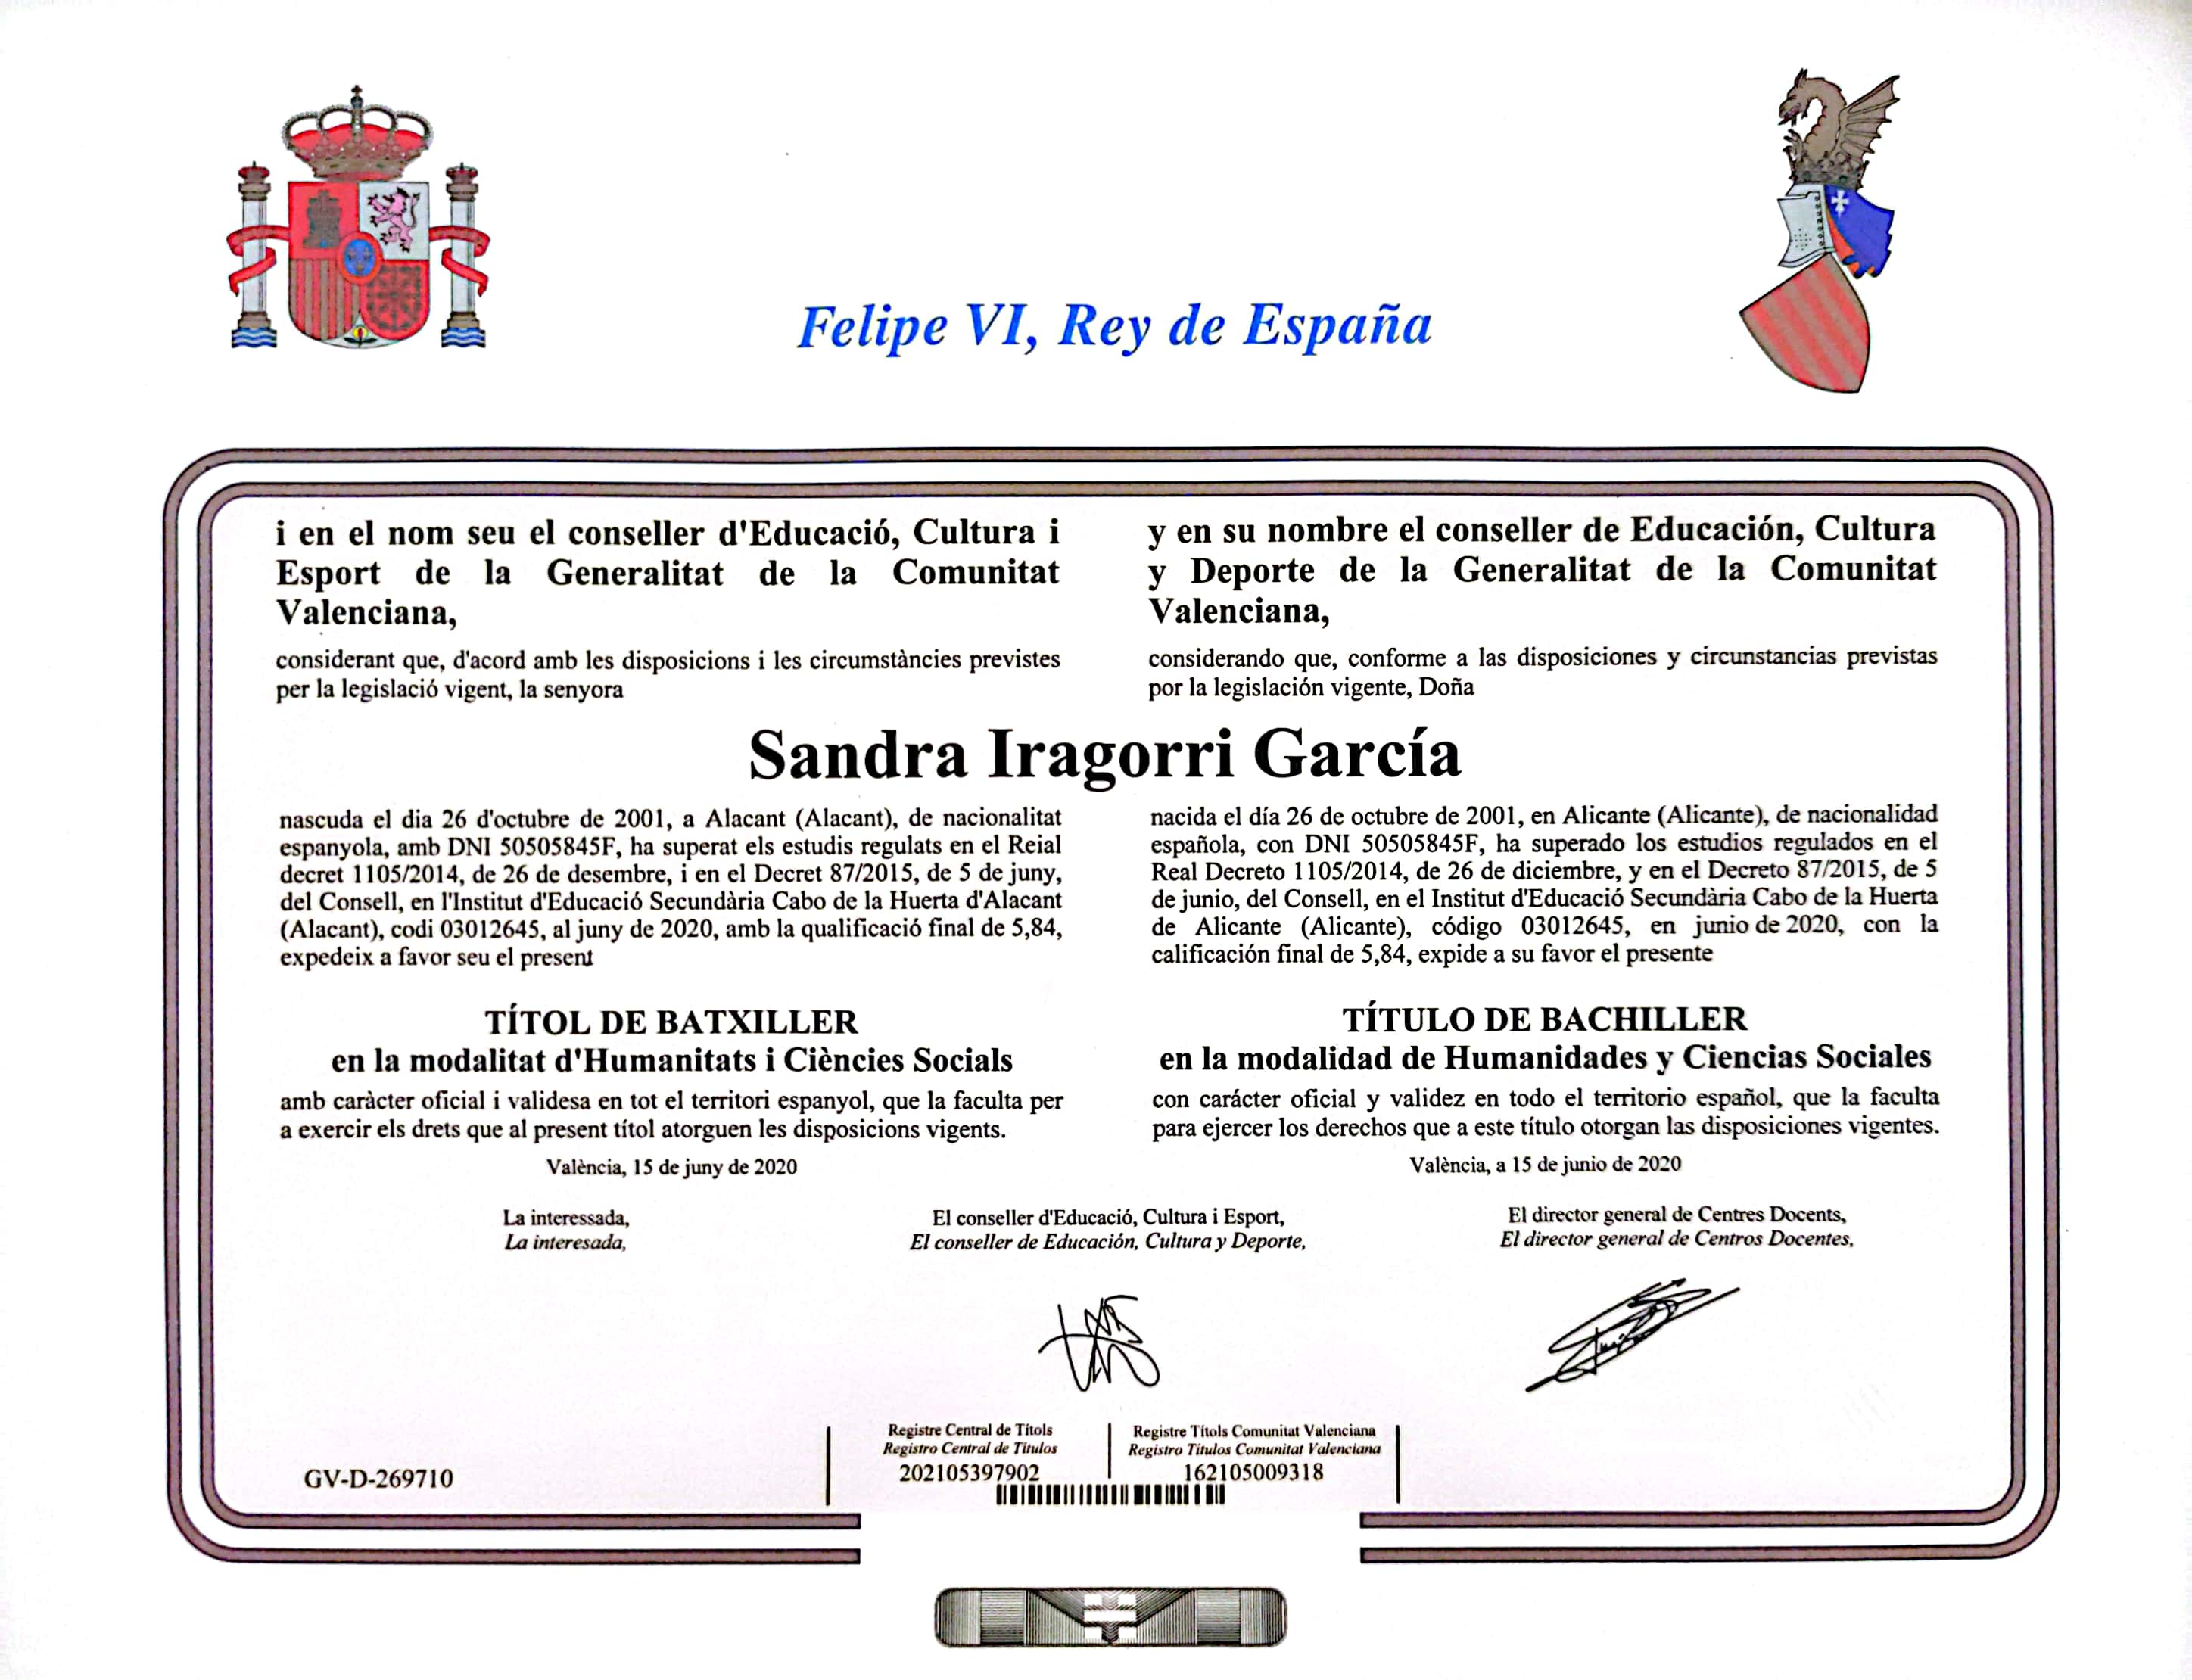 Felipe VI, Rey de España
i en el nom seu el conseller d'Educació, Cultura i
Esport de la Generalitat de la Comunitat
Valenciana,
considerant que, d'acord amb les disposicions i les circumstàncies previstes
per la legislació vigent, la senyora
y en su nombre el conseller de Educación, Cultura
y Deporte de la Generalitat de la Comunitat
Valenciana,
considerando que, conforme a las disposiciones y circunstancias previstas
por la legislación vigente, Doña
Sandra Iragorri García
nascuda el dia 26 d'octubre de 2001, a Alacant (Alacant), de nacionalitat
espanyola, amb DNI 50505845F, ha superat els estudis regulats en el Reial
decret 1105/2014, de 26 de desembre, i en el Decret 87/2015, de 5 de juny,
del Consell, en l'Institut d'Educació Secundària Cabo de la Huerta d'Alacant
(Alacant), codi 03012645, al juny de 2020, amb la qualificació final de 5,84,
expedeix a favor seu el present
nacida el día 26 de octubre de 2001, en Alicante (Alicante), de nacionalidad
española, con DNI 50505845F, ha superado los estudios regulados en el
Real Decreto 1105/2014, de 26 de diciembre, y en el Decreto 87/2015, de 5
de junio, del Consell, en el Institut d'Educació Secundària Cabo de la Huerta
de Alicante (Alicante), código 03012645, en junio de 2020, con la
calificación final de 5,84, expide a su favor el presente
TÍTOL DE BATXILLER
en la modalitat d'Humanitats i Ciències Socials
amb caràcter oficial i validesa en tot el territori espanyol, que la faculta per
a exercir els drets que al present títol atorguen les disposicions vigents.
València, 15 de juny de 2020
TÍTULO DE BACHILLER
en la modalidad de Humanidades y Ciencias Sociales
con carácter oficial y validez en todo el territorio español, que la faculta
para ejercer los derechos que a este título otorgan las disposiciones vigentes.
València, a 15 de junio de 2020
La interessada,
La interesada,
El conseller d'Educació, Cultura i Esport,
El conseller de Educación, Cultura y Deporte,
El director general de Centres Docents,
El director general de Centros Docentes,
GV-D-269710
Registre Central de Títols
Registro Central de Títulos
202105397902
Registre Títols Comunitat Valenciana
Registro Títulos Comunitat Valenciana
162105009318